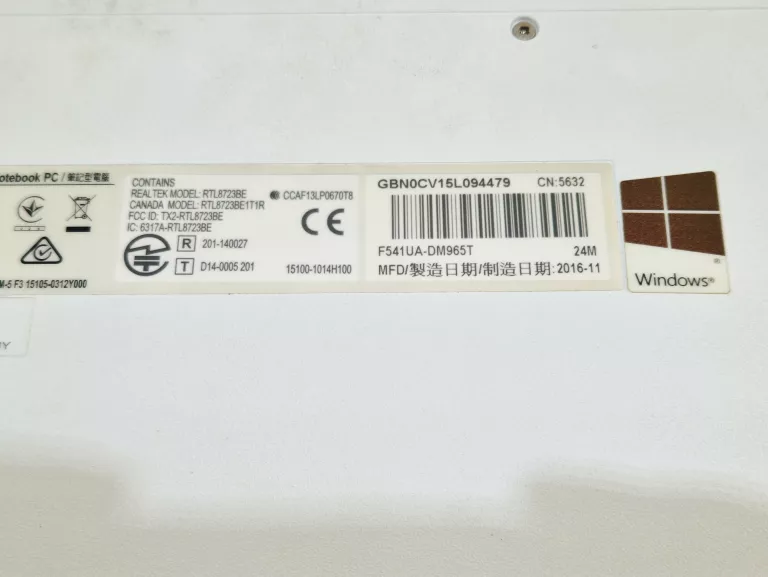 otebook PC / 筆記型電腦
M-5 F3 15105-0312Y000
CONTAINS
REALTEK MODEL: RTL8723BE
CANADA MODEL: RTL8723BE1T1R
FCC ID: TX2-RTL8723BE
IC: 6317A-RTL8723BE
CCAF13LP0670T8
CE
R 201-140027
T D14-0005 201
15100-1014H100
GBN0CV15L094479 CN:5632
F541UA-DM965T 24M
MFD/製造日期/制造日期:2016-11
Windows®